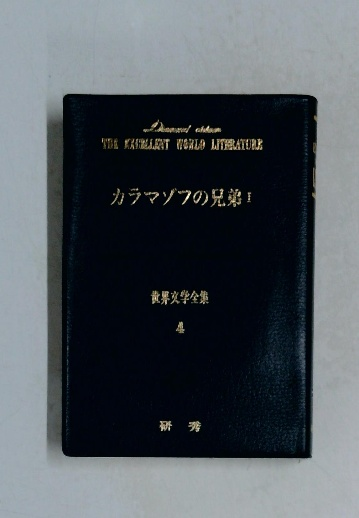 Diamond edition
THE EXCELLENT WORLD LITERATURE
カラマゾフの兄弟 I
世界文学全集
4
研秀